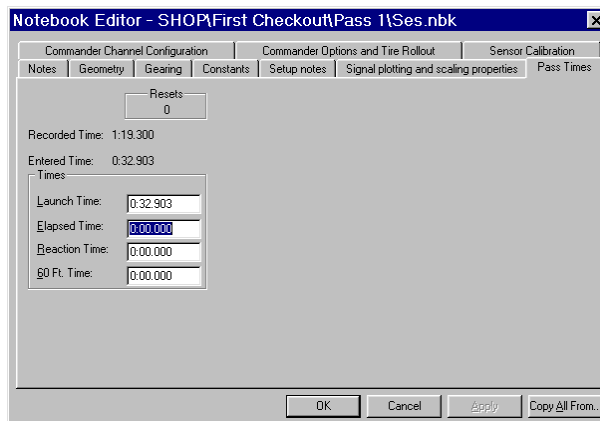 Notebook Editor - SHOP\First Checkout\Pass 1\Ses.nbk
Commander Channel Configuration Commander Options and Tire Rollout Sensor Calibration
Notes Geometry Gearing Constants Setup notes Signal plotting and scaling properties Pass Times
Resets
0
Recorded Time: 1:19.300
Entered Time: 0:32.903
Times
Launch Time: 0:32.903
Elapsed Time: 0:00.000
Reaction Time: 0:00.000
60 Ft. Time: 0:00.000
OK Cancel Apply Copy All From..